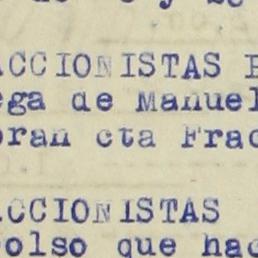 ACCIONISTAS
ega de Manuel
oran cta Frac
ACCIONISTAS
olso que hac